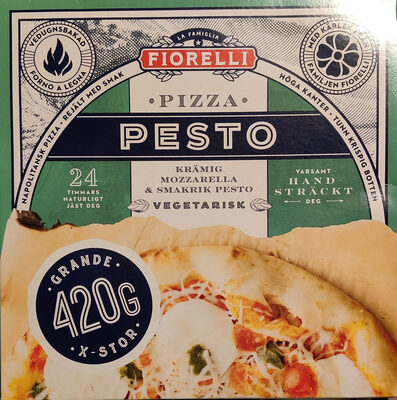 VEDUGNSBAKAD
FORNO A LEGNA
LA FAMIGLIA
FIORELLI
MED KÄRLEK FRÅN
FAMILJEN FIORELLI
NAPOLITANSK PIZZA · REJÄLT MED SMAK
HÖGA KANTER · TUNN KRISPIG BOTTEN
· PIZZA ·
PESTO
24
TIMMARS
NATURLIGT
JÄST DEG
KRÄMIG
MOZZARELLA
& SMAKRIK PESTO
VEGETARISK
VARSAMT
HAND-
STRÄCKT
DEG
GRANDE
420G
X-STOR